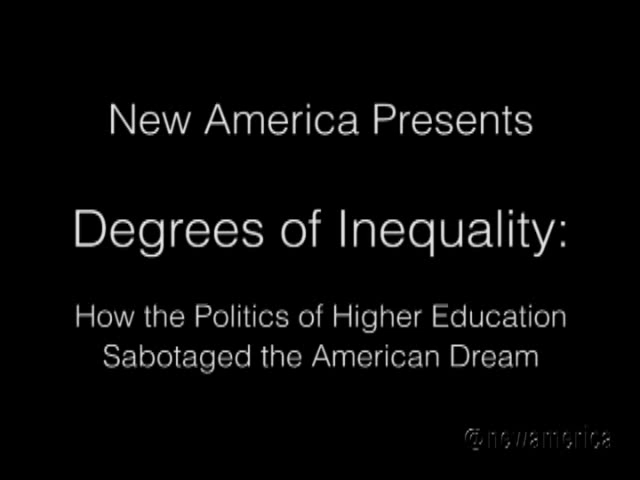 New America Presents
Degrees of Inequality:
How the Politics of Higher Education
Sabotaged the American Dream
@newamerica